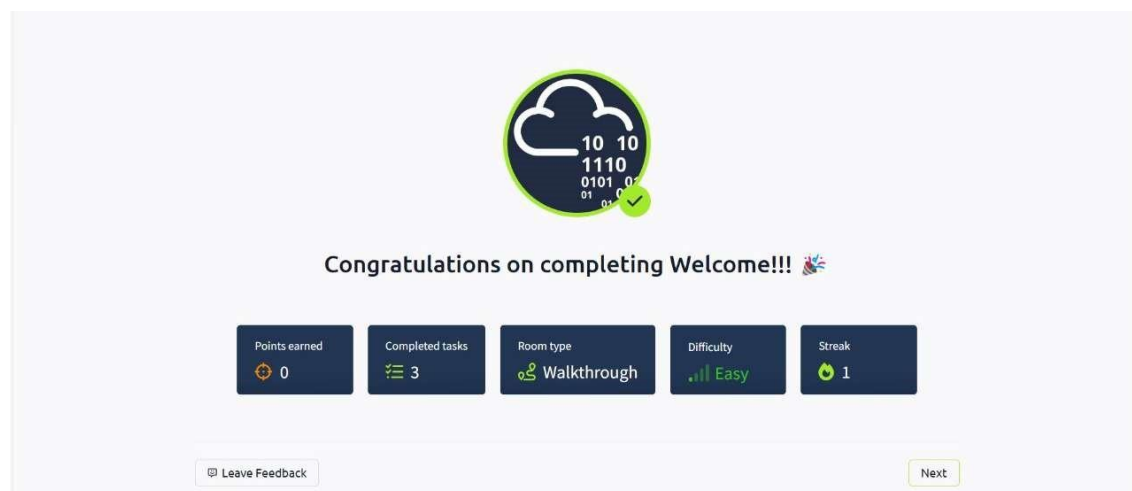 10 10
1110
0101
01
01
Congratulations on completing Welcome!!! 🎉
Points earned
0
Completed tasks
3
Room type
Walkthrough
Difficulty
Easy
Streak
1
Leave Feedback
Next